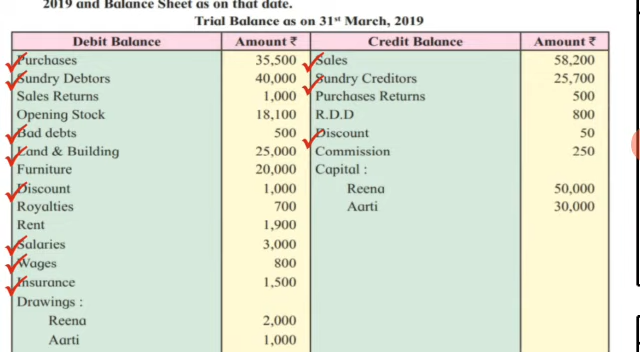 2019 and Balance Sheet as on that date.
Trial Balance as on 31st March, 2019
Debit Balance Amount ₹ Credit Balance Amount ₹
Purchases 35,500 Sales 58,200
Sundry Debtors 40,000 Sundry Creditors 25,700
Sales Returns 1,000 Purchases Returns 500
Opening Stock 18,100 R.D.D 800
Bad debts 500 Discount 50
Land & Building 25,000 Commission 250
Furniture 20,000 Capital :
Discount 1,000 Reena 50,000
Royalties 700 Aarti 30,000
Rent 1,900
Salaries 3,000
Wages 800
Insurance 1,500
Drawings :
Reena 2,000
Aarti 1,000